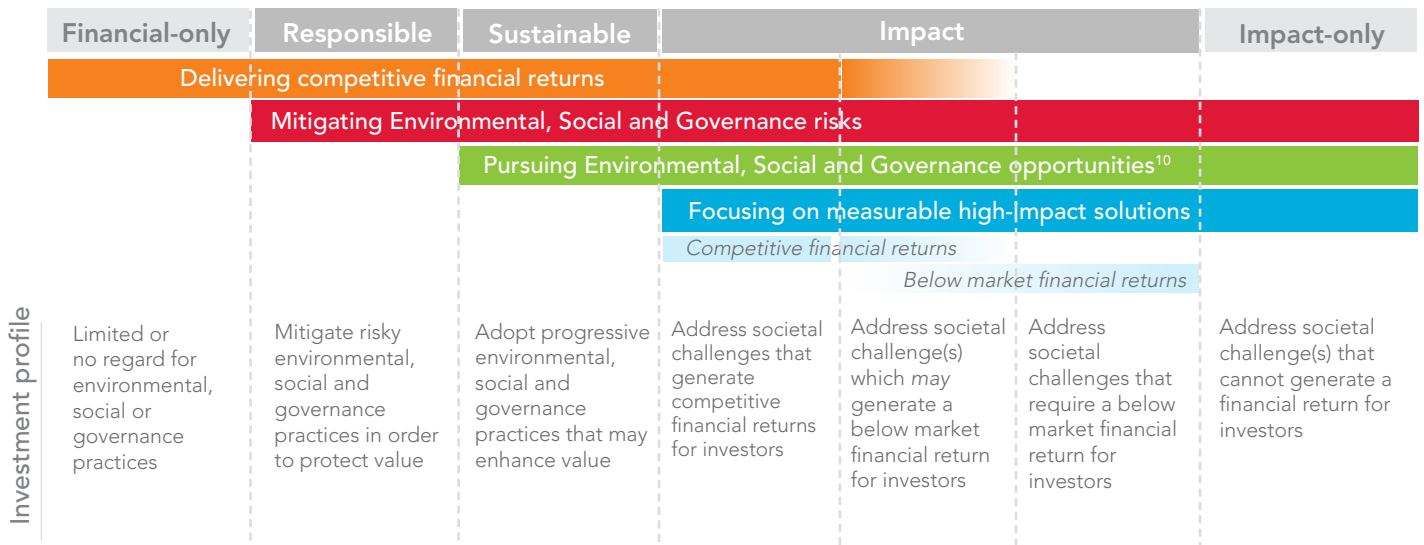 Financial-only
Responsible
Sustainable
Impact
Impact-only
Delivering competitive financial returns
Mitigating Environmental, Social and Governance risks
Pursuing Environmental, Social and Governance opportunities¹⁰
Focusing on measurable high-impact solutions
Competitive financial returns
Below market financial returns
Investment profile
Limited or
no regard for
environmental,
social or
governance
practices
Mitigate risky
environmental,
social and
governance
practices in order
to protect value
Adopt progressive
environmental,
social and
governance
practices that may
enhance value
Address societal
challenges that
generate
competitive
financial returns
for investors
Address societal
challenge(s)
which may
generate a
below market
financial return
for investors
Address
societal
challenges that
require a below
market financial
return for
investors
Address societal
challenge(s) that
cannot generate a
financial return for
investors